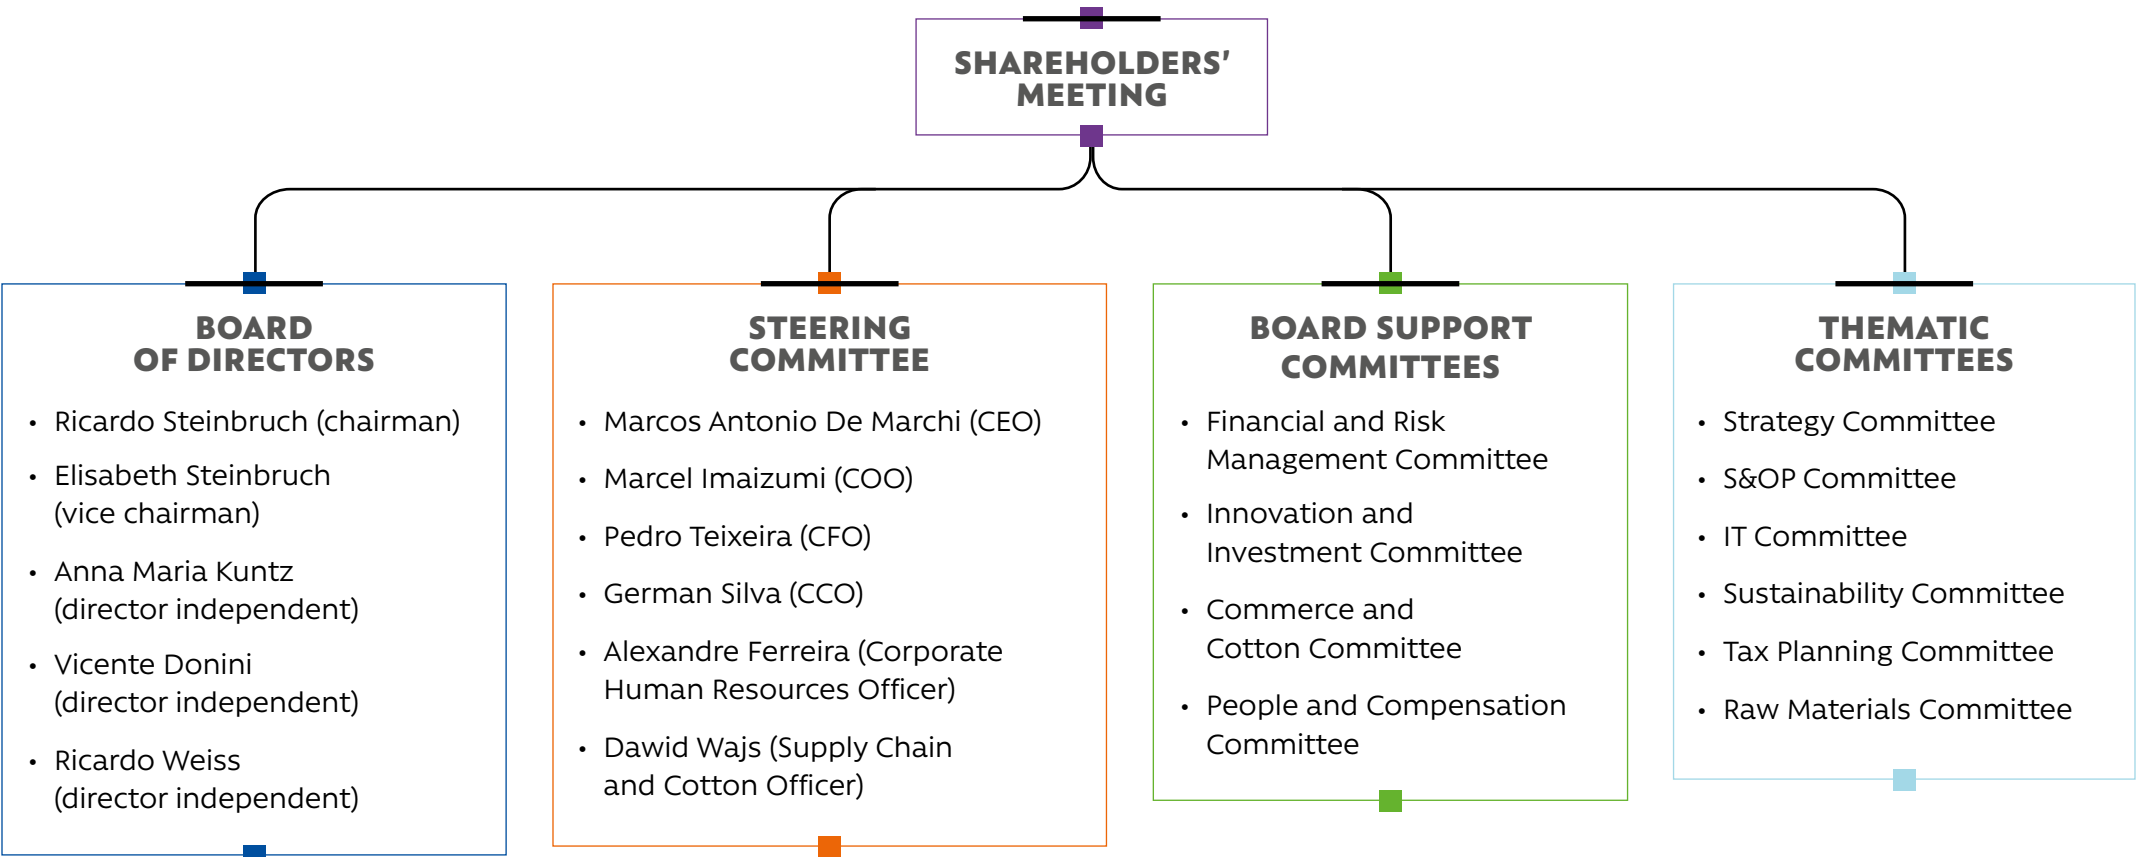 SHAREHOLDERS’
MEETING
BOARD
OF DIRECTORS
• Ricardo Steinbruch (chairman)
• Elisabeth Steinbruch
(vice chairman)
• Anna Maria Kuntz
(director independent)
• Vicente Donini
(director independent)
• Ricardo Weiss
(director independent)
STEERING
COMMITTEE
• Marcos Antonio De Marchi (CEO)
• Marcel Imaizumi (COO)
• Pedro Teixeira (CFO)
• German Silva (CCO)
• Alexandre Ferreira (Corporate
Human Resources Officer)
• Dawid Wajs (Supply Chain
and Cotton Officer)
BOARD SUPPORT
COMMITTEES
• Financial and Risk
Management Committee
• Innovation and
Investment Committee
• Commerce and
Cotton Committee
• People and Compensation
Committee
THEMATIC
COMMITTEES
• Strategy Committee
• S&OP Committee
• IT Committee
• Sustainability Committee
• Tax Planning Committee
• Raw Materials Committee